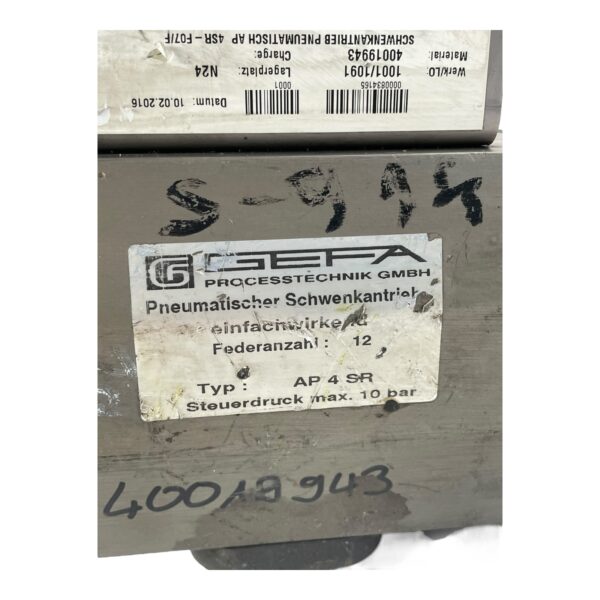 SCHWENKANTRIEB PNEUMATISCH AP 4SR-F07/F
Material: 40019943
Charge:
Werk/LO: 1001/1091
Lagerplatz: N24
0000834165
0001
Datum: 10.02.2016
S-914
GEFA
PROCESSTECHNIK GMBH
Pneumatischer Schwenkantrieb
einfachwirkend
Federanzahl: 12
Typ: AP 4 SR
Steuerdruck max. 10 bar
40019943